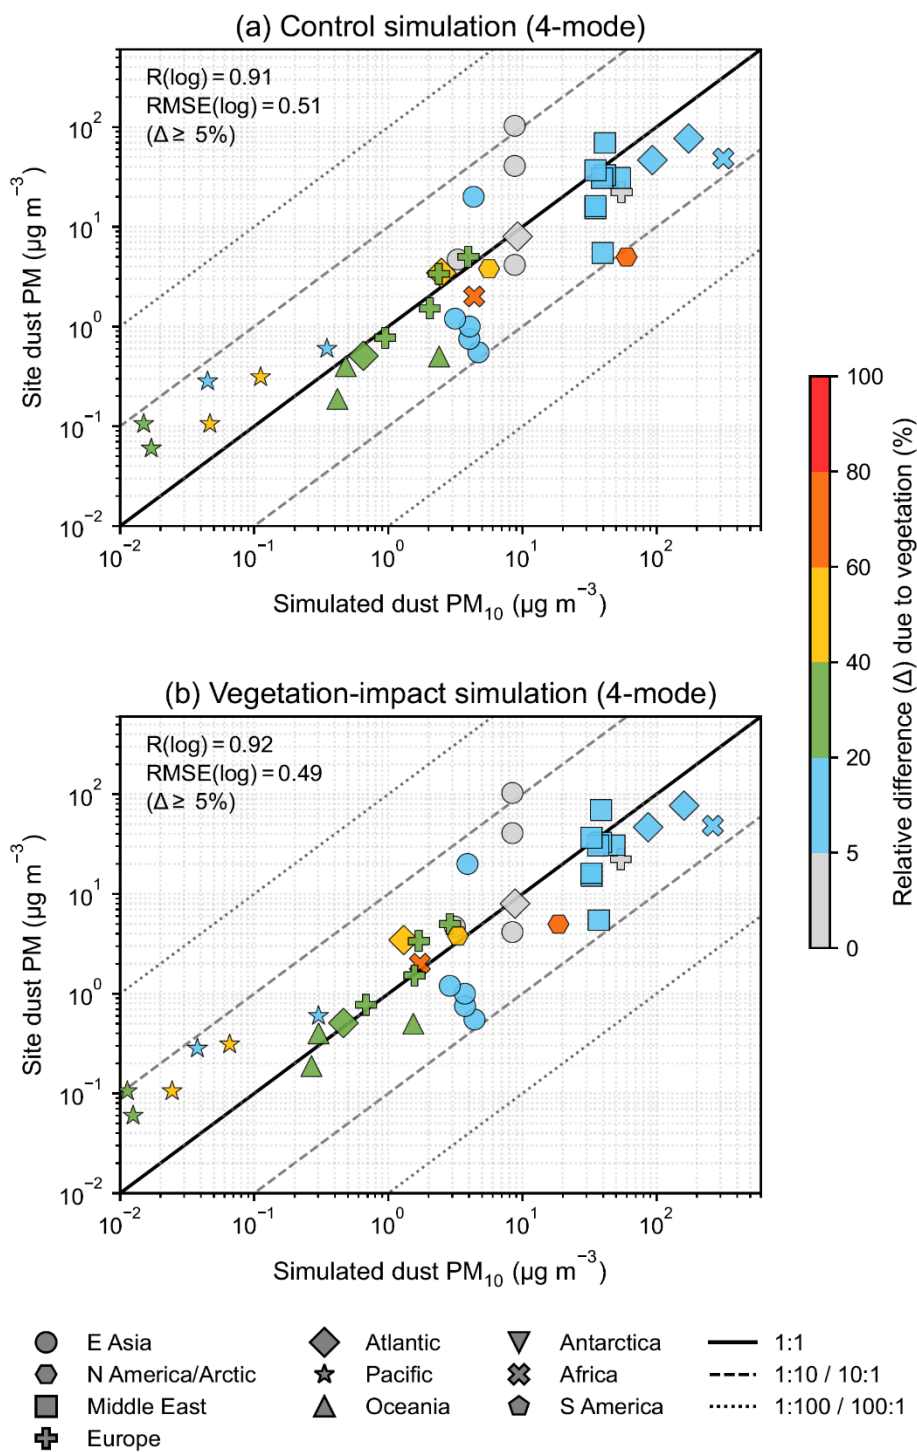 (a) Control simulation (4-mode)
R(log) = 0.91
RMSE(log) = 0.51
(Δ ≥ 5%)
10²
10¹
10⁰
10⁻¹
10⁻²
Site dust PM (µg m⁻³)
10⁻² 10⁻¹ 10⁰ 10¹ 10²
Simulated dust PM₁₀ (µg m⁻³)
(b) Vegetation-impact simulation (4-mode)
R(log) = 0.92
RMSE(log) = 0.49
(Δ ≥ 5%)
10²
10¹
10⁰
10⁻¹
10⁻²
Site dust PM (µg m⁻³)
10⁻² 10⁻¹ 10⁰ 10¹ 10²
Simulated dust PM₁₀ (µg m⁻³)
100
80
60
40
20
5
0
Relative difference (Δ) due to vegetation (%)
E Asia Atlantic Antarctica 1:1
N America/Arctic Pacific Africa 1:10 / 10:1
Middle East Oceania S America 1:100 / 100:1
Europe